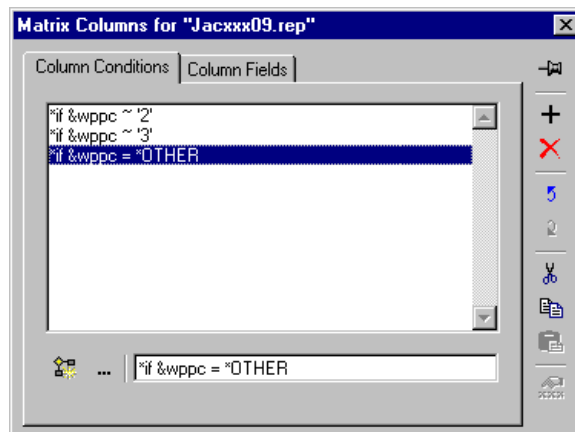 Matrix Columns for "Jacxxx09.rep"
Column Conditions
Column Fields
*if &wppc ~ '2'
*if &wppc ~ '3'
*if &wppc = *OTHER
... *if &wppc = *OTHER
xxx